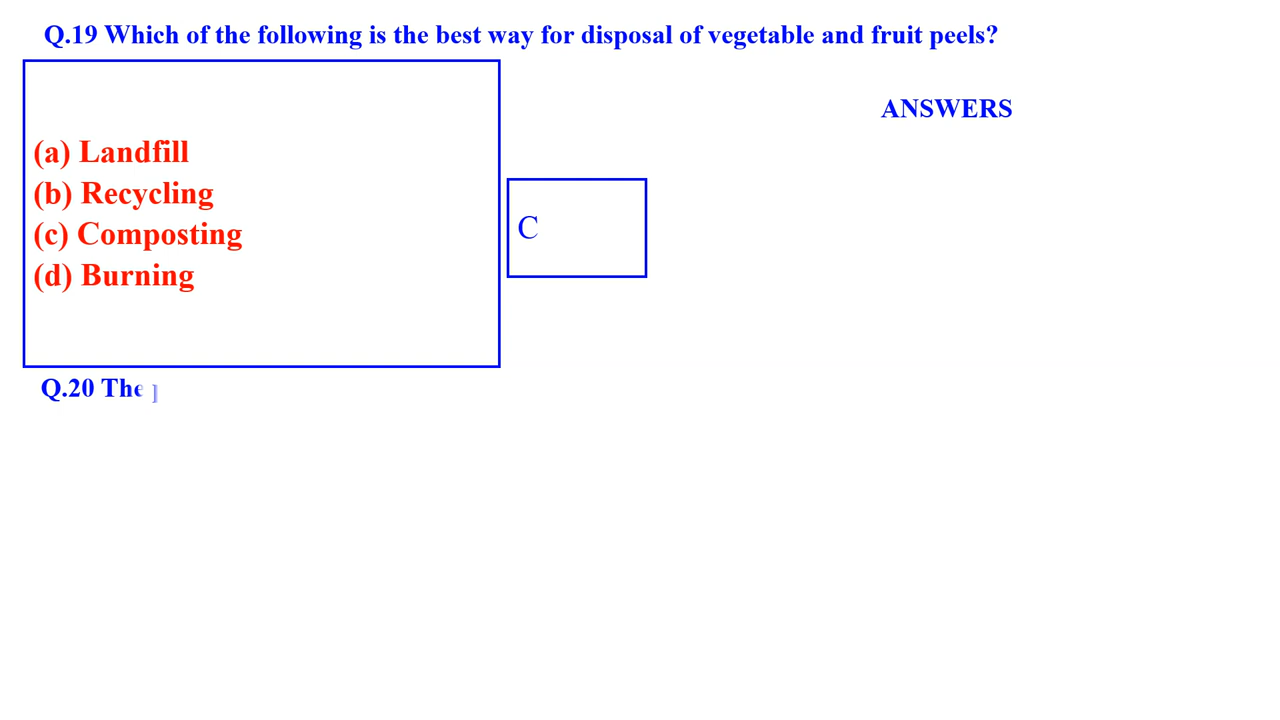 Q.19 Which of the following is the best way for disposal of vegetable and fruit peels?
ANSWERS
(a) Landfill
(b) Recycling
(c) Composting
(d) Burning
C
Q.20 The